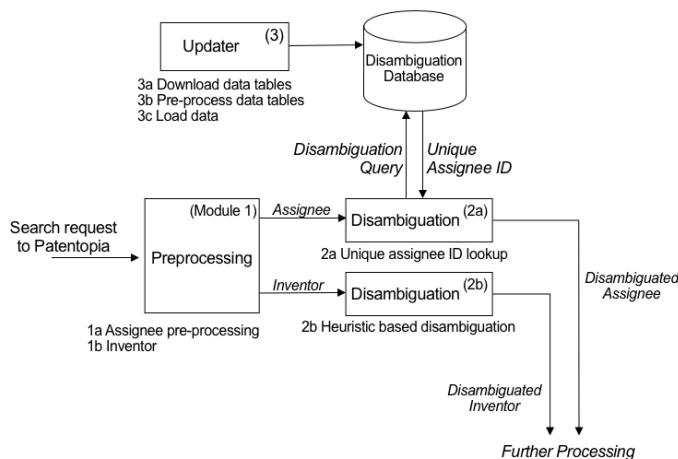 Updater
(3)
3a Download data tables
3b Pre-process data tables
3c Load data
Disambiguation
Database
Disambiguation
Query
Unique
Assignee ID
Search request
to Patentopia
(Module 1)
Preprocessing
1a Assignee pre-processing
1b Inventor
Assignee
Disambiguation
(2a)
2a Unique assignee ID lookup
Inventor
Disambiguation
(2b)
2b Heuristic based disambiguation
Disambiguated
Assignee
Disambiguated
Inventor
Further Processing